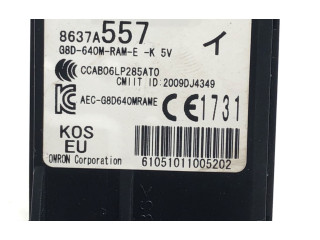 8637A557
G8D-640M-RAM-E -K 5V
イ
CCAB06LP285AT0
CMIIT ID:2009DJ4349
AEC-G8D640MRAME
CE1731
KOS
EU
OMRON Corporation
61051011005202